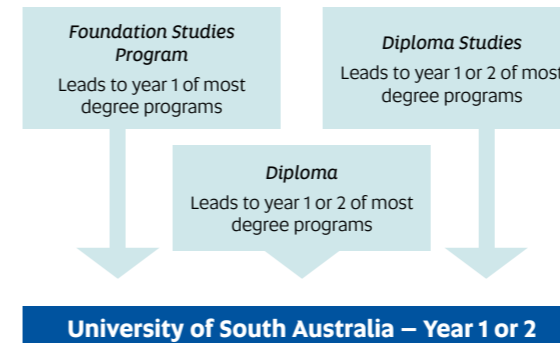 Foundation Studies
Program
Leads to year 1 of most
degree programs
Diploma Studies
Leads to year 1 or 2 of most
degree programs
Diploma
Leads to year 1 or 2 of most
degree programs
University of South Australia – Year 1 or 2